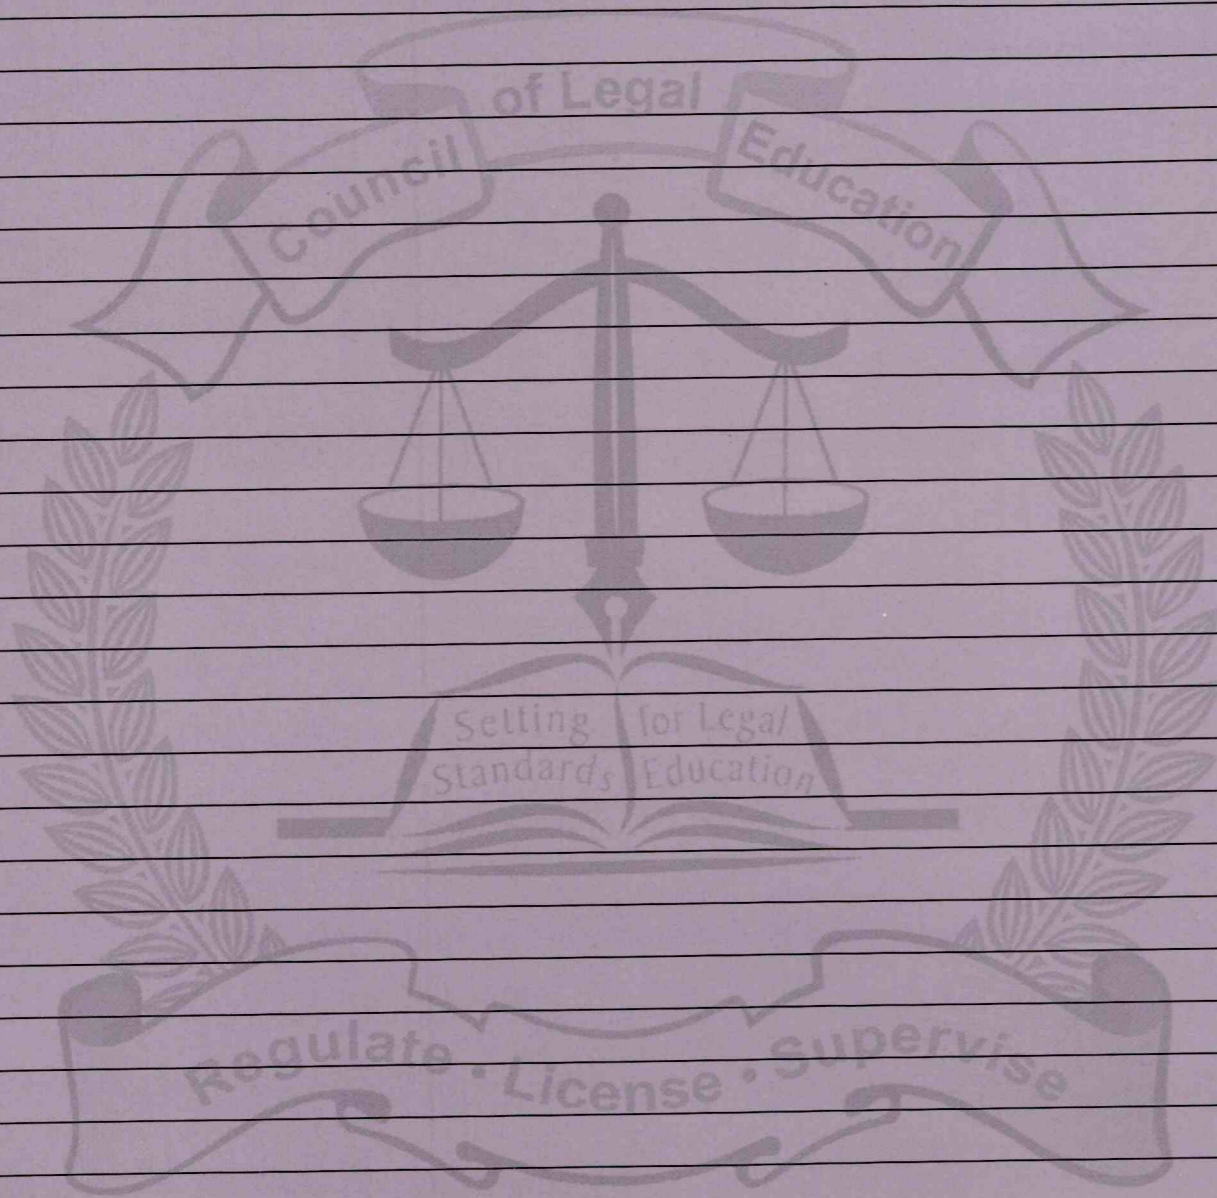 Council of Legal Education
Setting for Legal
Standards Education
Regulate • License • Supervise